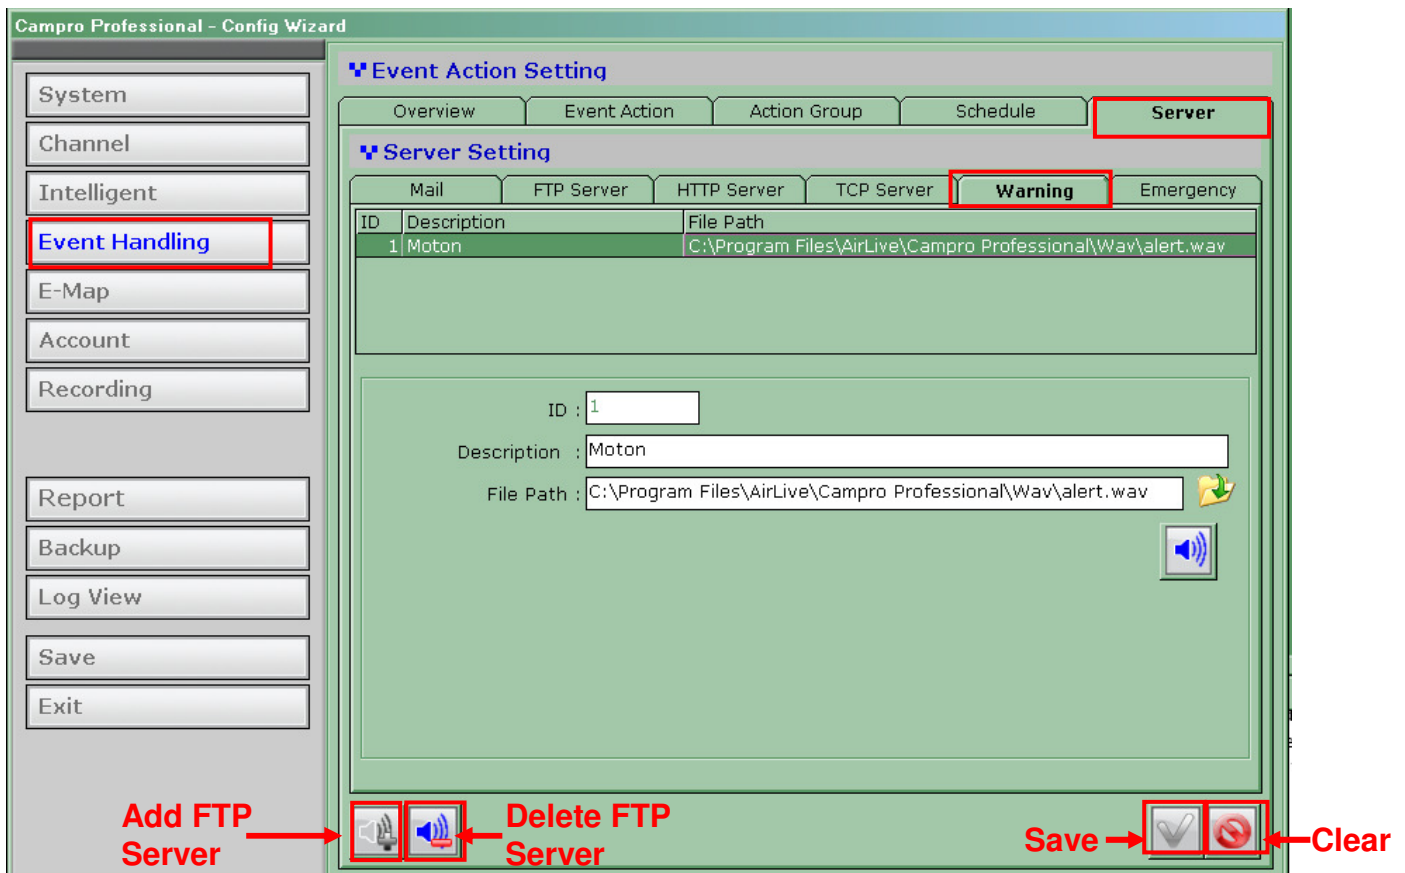 Campro Professional - Config Wizard
System
Channel
Intelligent
Event Handling
E-Map
Account
Recording
Report
Backup
Log View
Save
Exit
Event Action Setting
Overview Event Action Action Group Schedule Server
Server Setting
Mail FTP Server HTTP Server TCP Server Warning Emergency
ID Description File Path
1 Moton C:\Program Files\AirLive\Campro Professional\Wav\alert.wav
ID : 1
Description : Moton
File Path : C:\Program Files\AirLive\Campro Professional\Wav\alert.wav
Add FTP
Server
Delete FTP
Server
Save
Clear